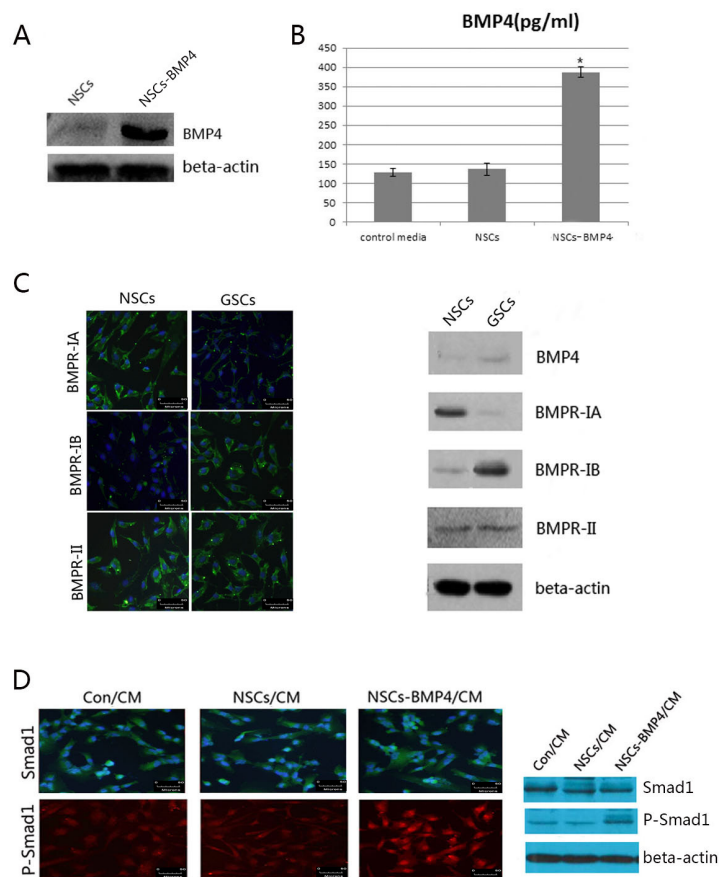 A
NSCs
NSCs-BMP4
BMP4
beta-actin
B
BMP4(pg/ml)
450
400
350
300
250
200
150
100
50
0
*
control media
NSCs
NSCs-BMP4
C
NSCs
GSCs
BMPR-IA
BMPR-IB
BMPR-II
NSCs
GSCs
BMP4
BMPR-IA
BMPR-IB
BMPR-II
beta-actin
D
Con/CM
NSCs/CM
NSCs-BMP4/CM
Smad1
P-Smad1
Con/CM
NSCs/CM
NSCs-BMP4/CM
Smad1
P-Smad1
beta-actin